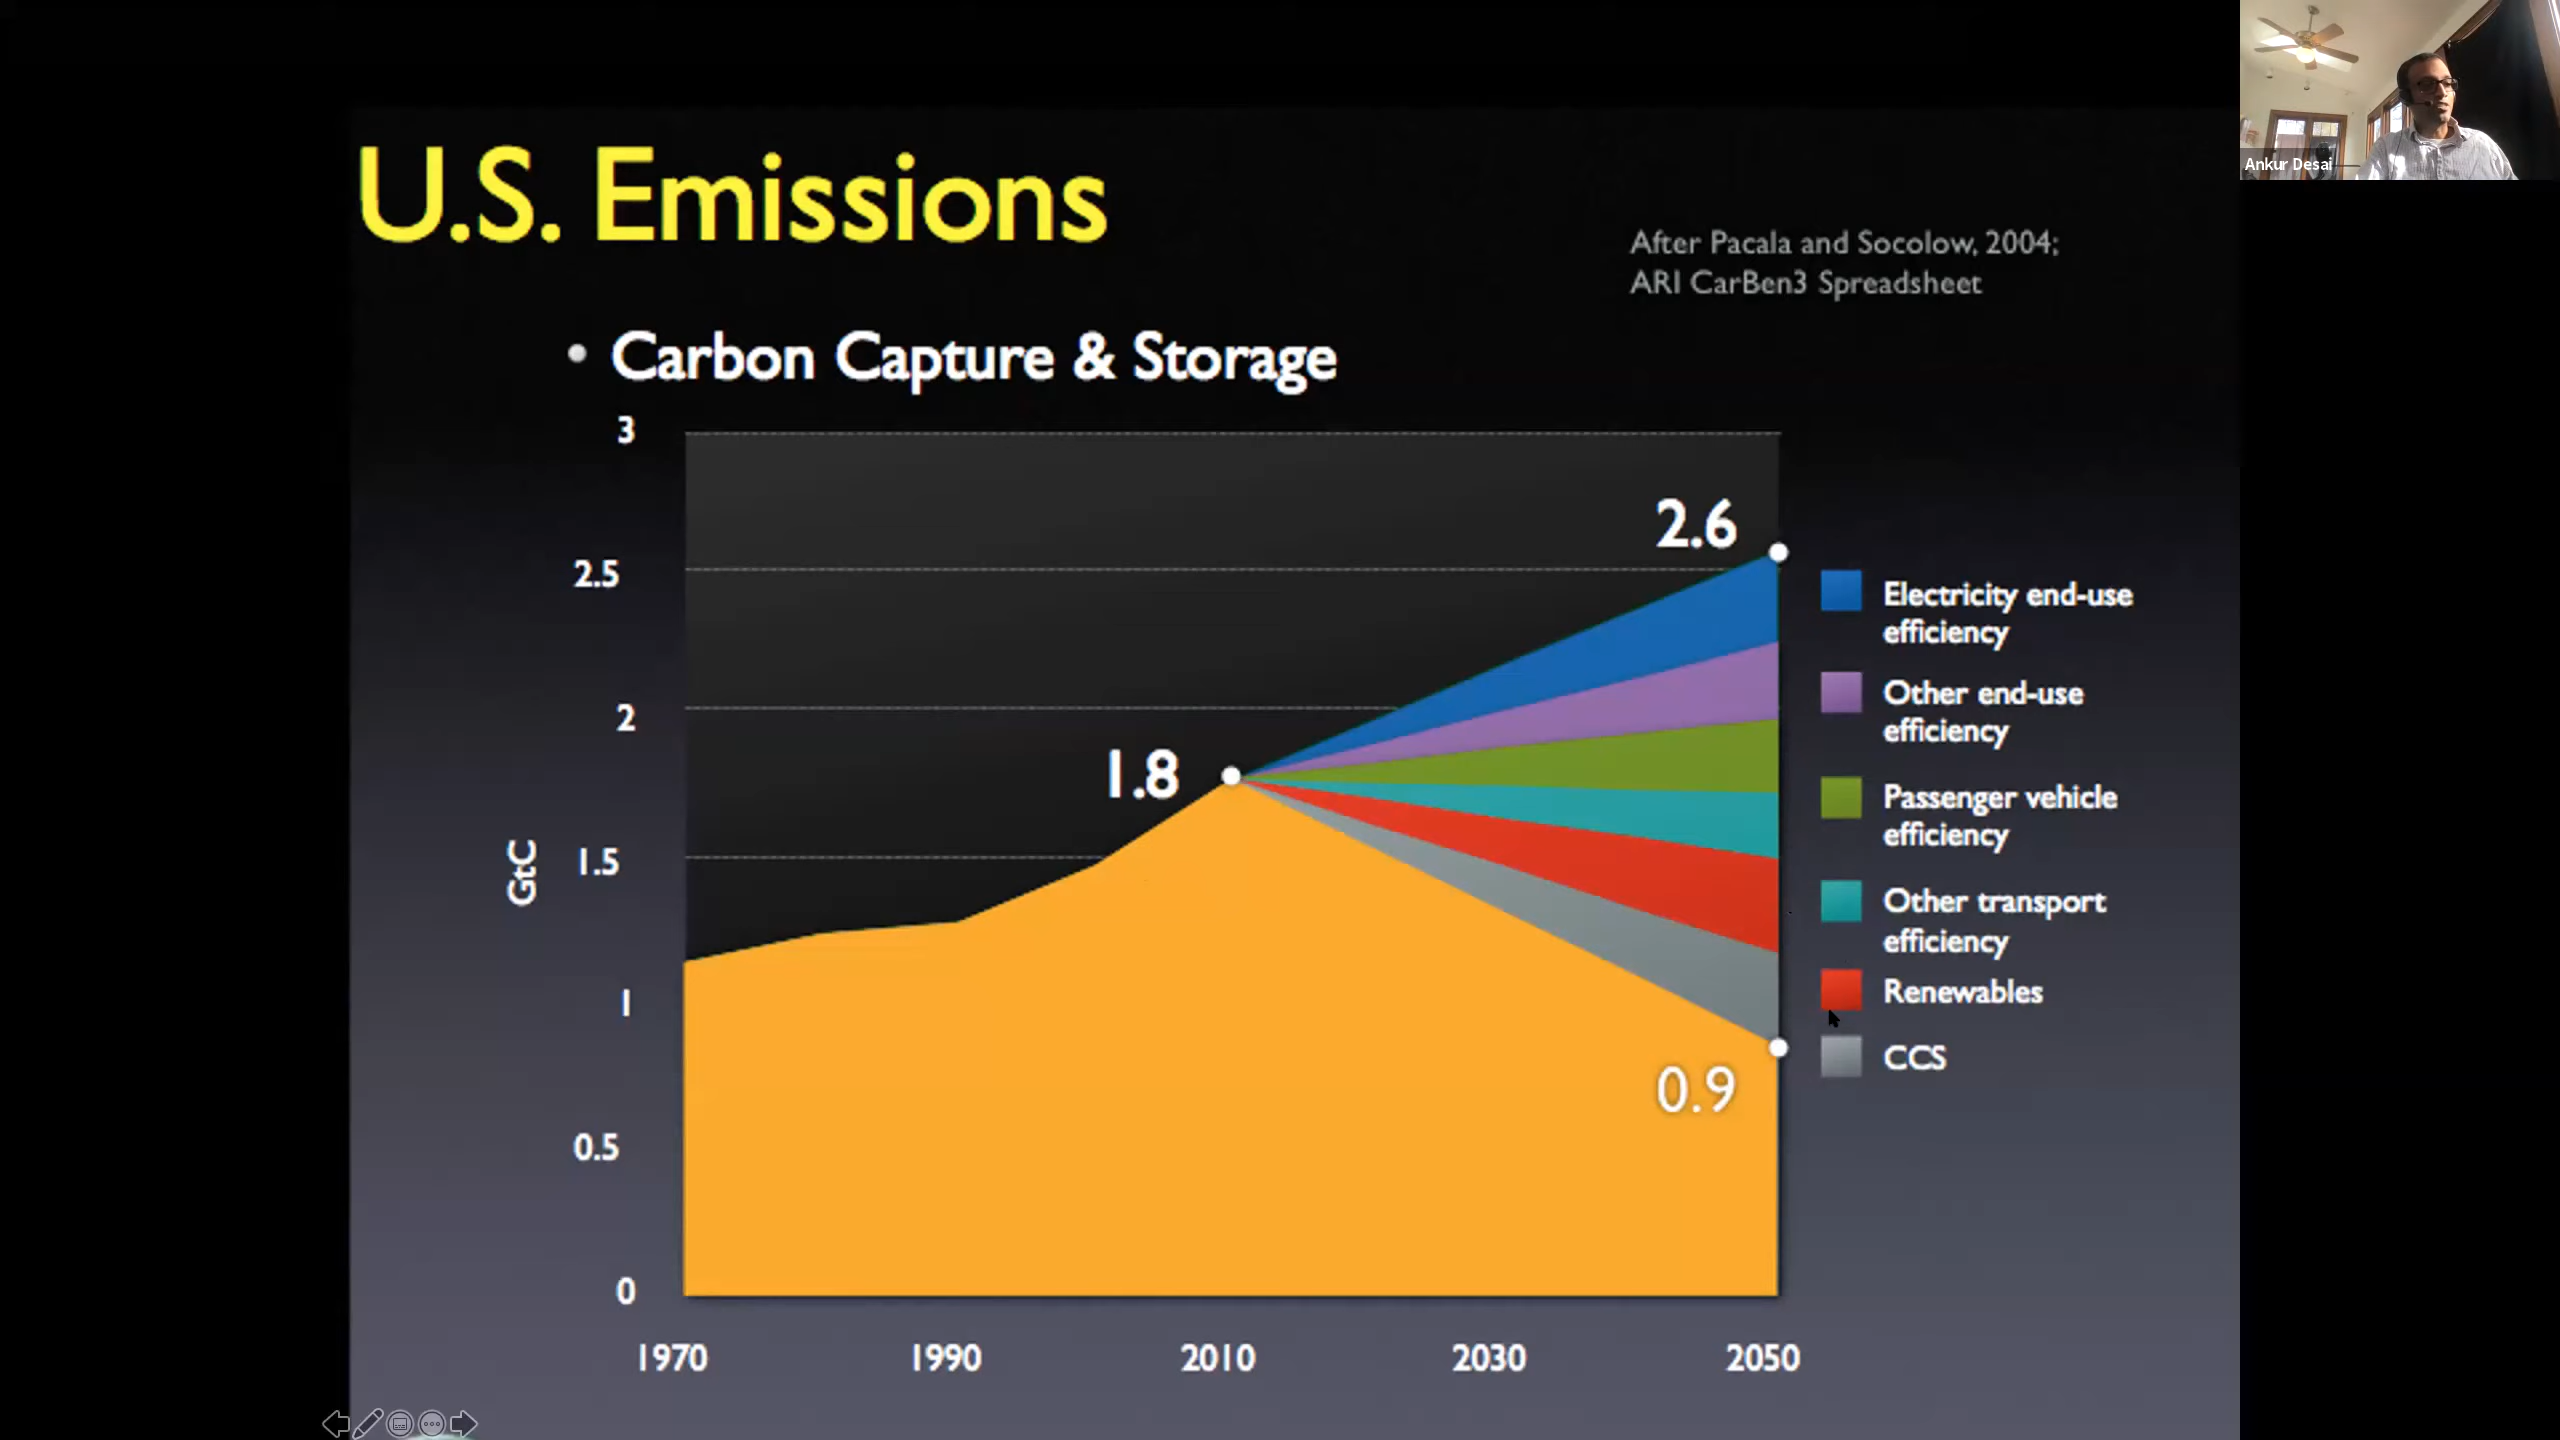 U.S. Emissions
Ankur Desai
After Pacala and Socolow, 2004;
ARI CarBen3 Spreadsheet
• Carbon Capture & Storage
3
2.5
2
1.5
1
0.5
0
GtC
2.6
1.8
0.9
1970
1990
2010
2030
2050
Electricity end-use
efficiency
Other end-use
efficiency
Passenger vehicle
efficiency
Other transport
efficiency
Renewables
CCS